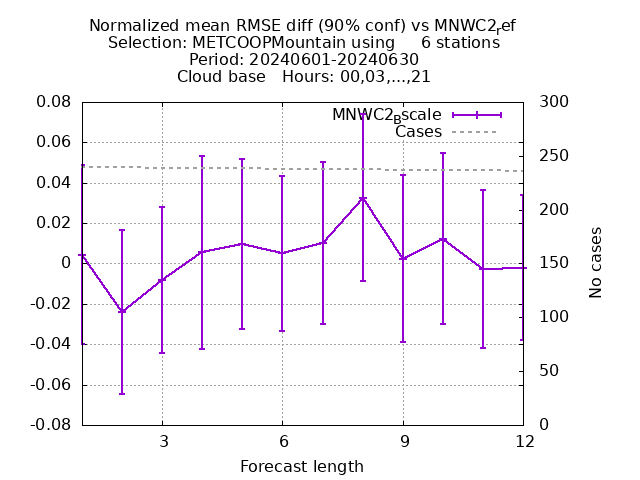 Normalized mean RMSE diff (90% conf) vs MNWC2ref
Selection: METCOOPMountain using 6 stations
Period: 20240601-20240630
Cloud base Hours: 00,03,...,21
MNWC2Bscale
Cases
0.08
0.06
0.04
0.02
0
-0.02
-0.04
-0.06
-0.08
300
250
200
150
100
50
0
No cases
3 6 9 12
Forecast length